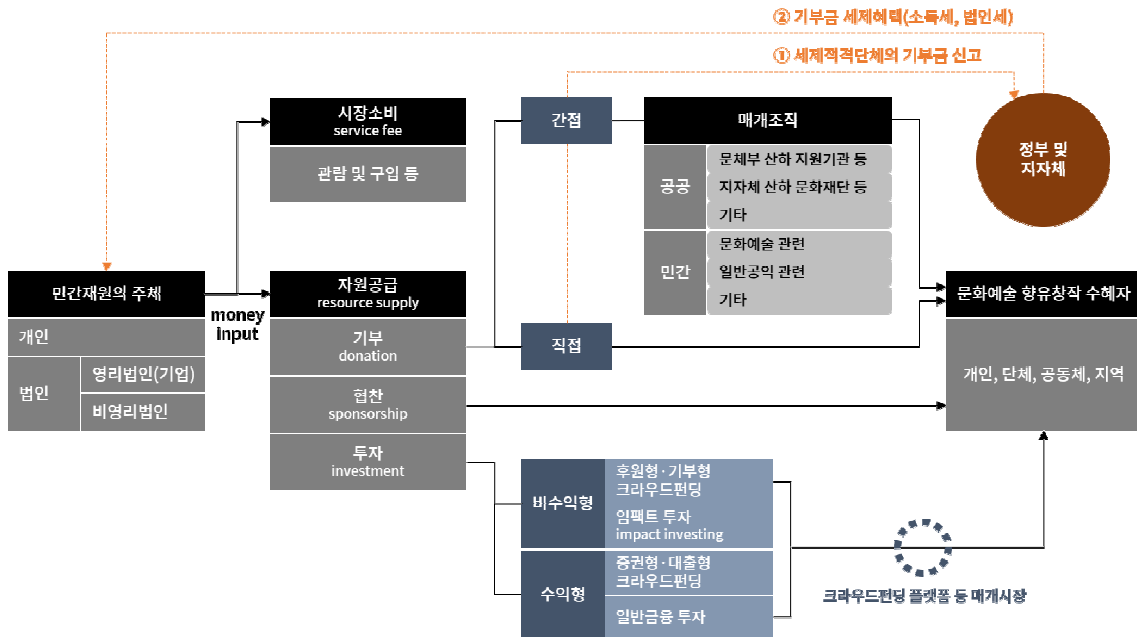 ② 기부금 세제혜택(소득세, 법인세)
① 세제적격단체의 기부금 신고
시장소비
service fee
관람 및 구입 등
간접
매개조직
공공
문체부 산하 지원기관 등
지자체 산하 문화재단 등
기타
민간
문화예술 관련
일반공익 관련
기타
정부 및
지자체
민간재원의 주체
개인
법인
영리법인(기업)
비영리법인
money
input
자원공급
resource supply
기부
donation
협찬
sponsorship
투자
investment
직접
문화예술 향유창작 수혜자
개인, 단체, 공동체, 지역
비수익형
후원형·기부형
크라우드펀딩
임팩트 투자
impact investing
수익형
증권형·대출형
크라우드펀딩
일반금융 투자
크라우드펀딩 플랫폼 등 매개시장